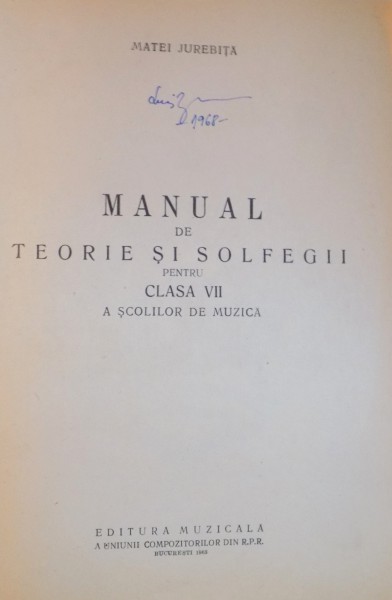 MATEI JUREBIȚA
1968-
MANUAL
DE
TEORIE ȘI SOLFEGII
PENTRU
CLASA VII
A ȘCOLILOR DE MUZICĂ
EDITURA MUZICALA
A UNIUNII COMPOZITORILOR DIN R.P.R.
BUCUREȘTI